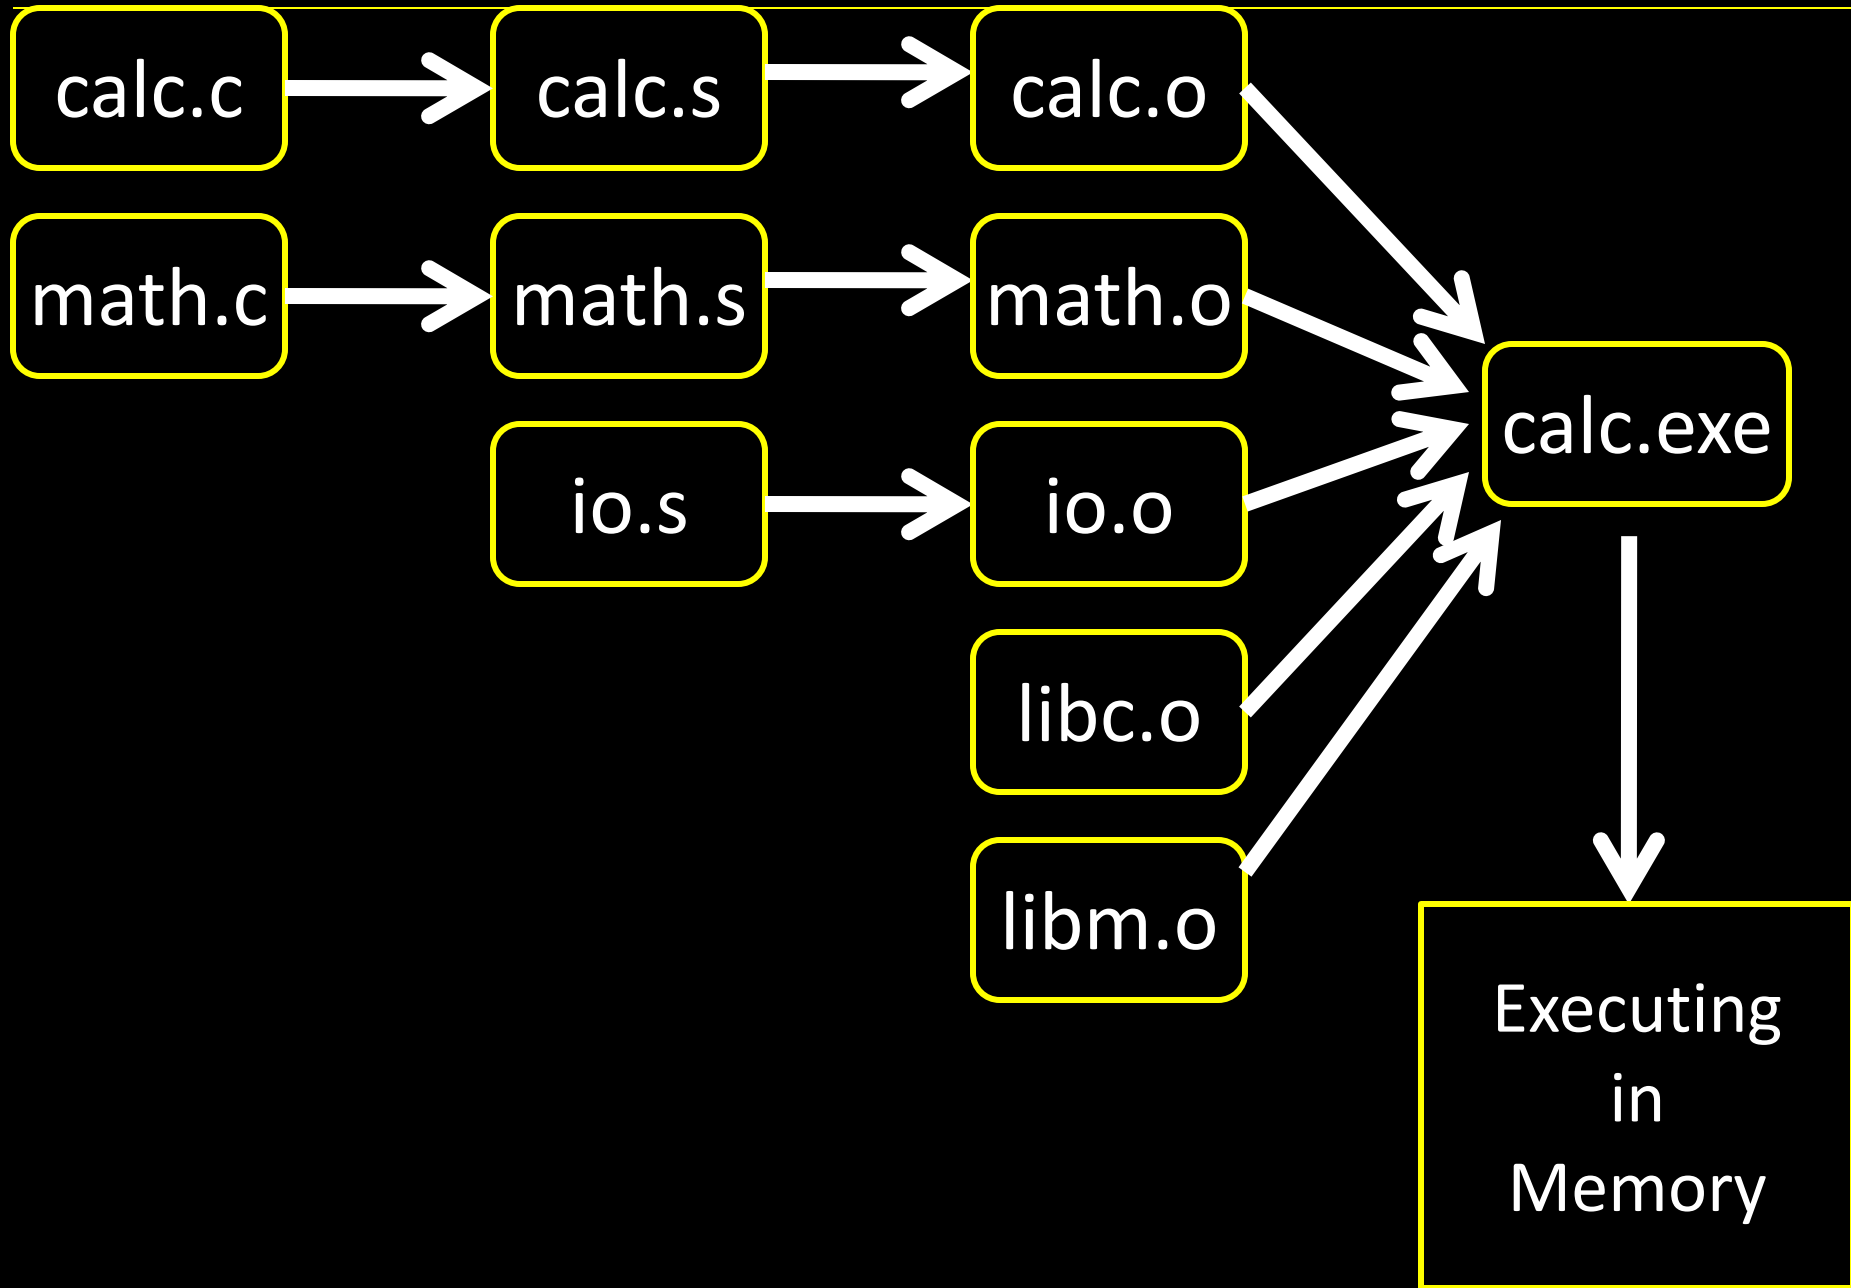 calc.c
calc.s
calc.o
math.c
math.s
math.o
calc.exe
io.s
io.o
libc.o
libm.o
Executing
in
Memory